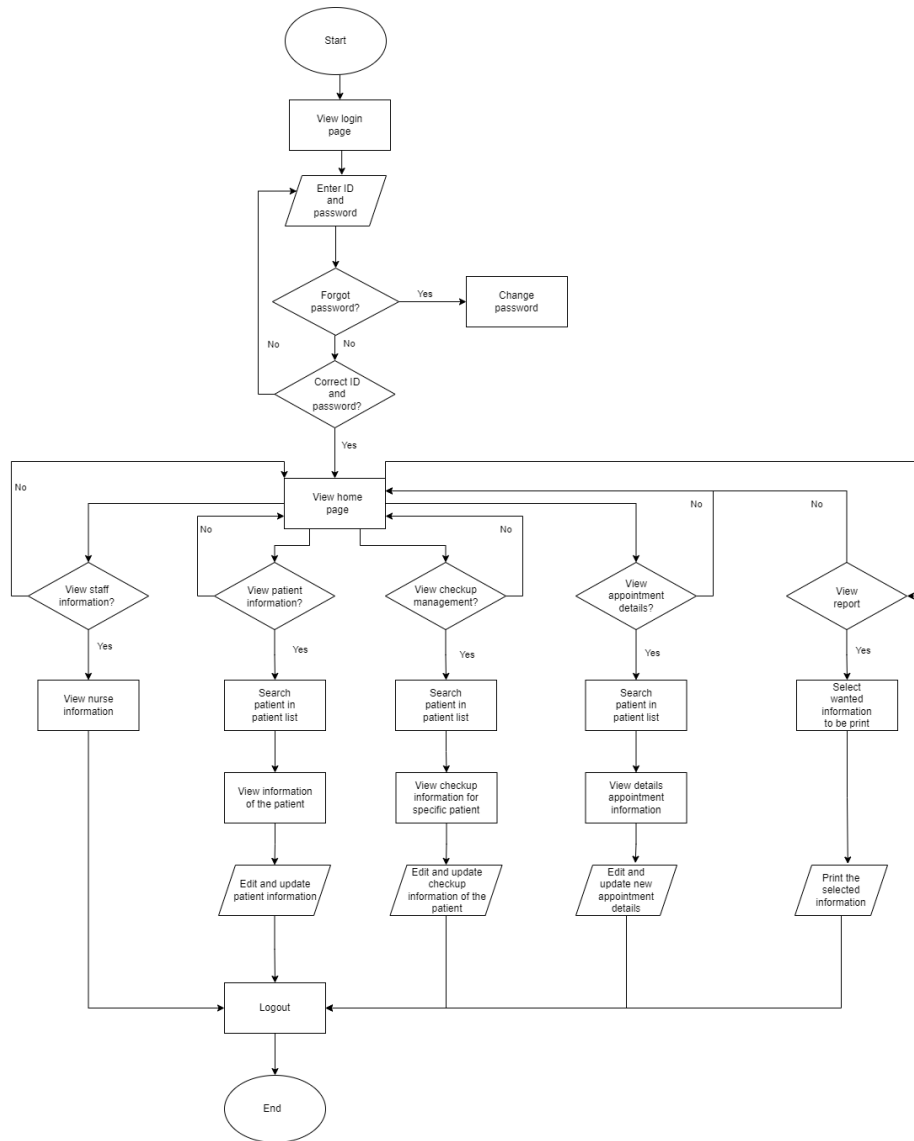 Start
View login
page
Enter ID
and
password
Forgot
password?
Yes
Change
password
No
No
Correct ID
and
password?
Yes
No
View home
page
No
No
No
No
View staff
information?
View patient
information?
View checkup
management?
View
appointment
details?
View
report
Yes
Yes
Yes
Yes
Yes
View nurse
information
Search
patient in
patient list
Search
patient in
patient list
Search
patient in
patient list
Select
wanted
information
to be print
View information
of the patient
View checkup
information for
specific patient
View details
appointment
information
Edit and update
patient information
Edit and update
checkup
information of the
patient
Edit and
update new
appointment
details
Print the
selected
information
Logout
End